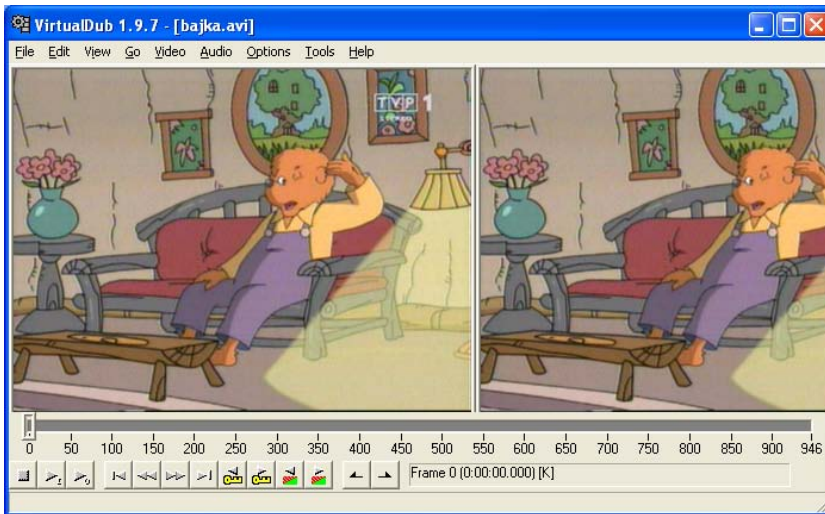 VirtualDub 1.9.7 - [bajka.avi]
File Edit View Go Video Audio Options Tools Help
TVP 1
0 50 100 150 200 250 300 350 400 450 500 550 600 650 700 750 800 850 900 946
Frame 0 (0:00:00.000) [K]